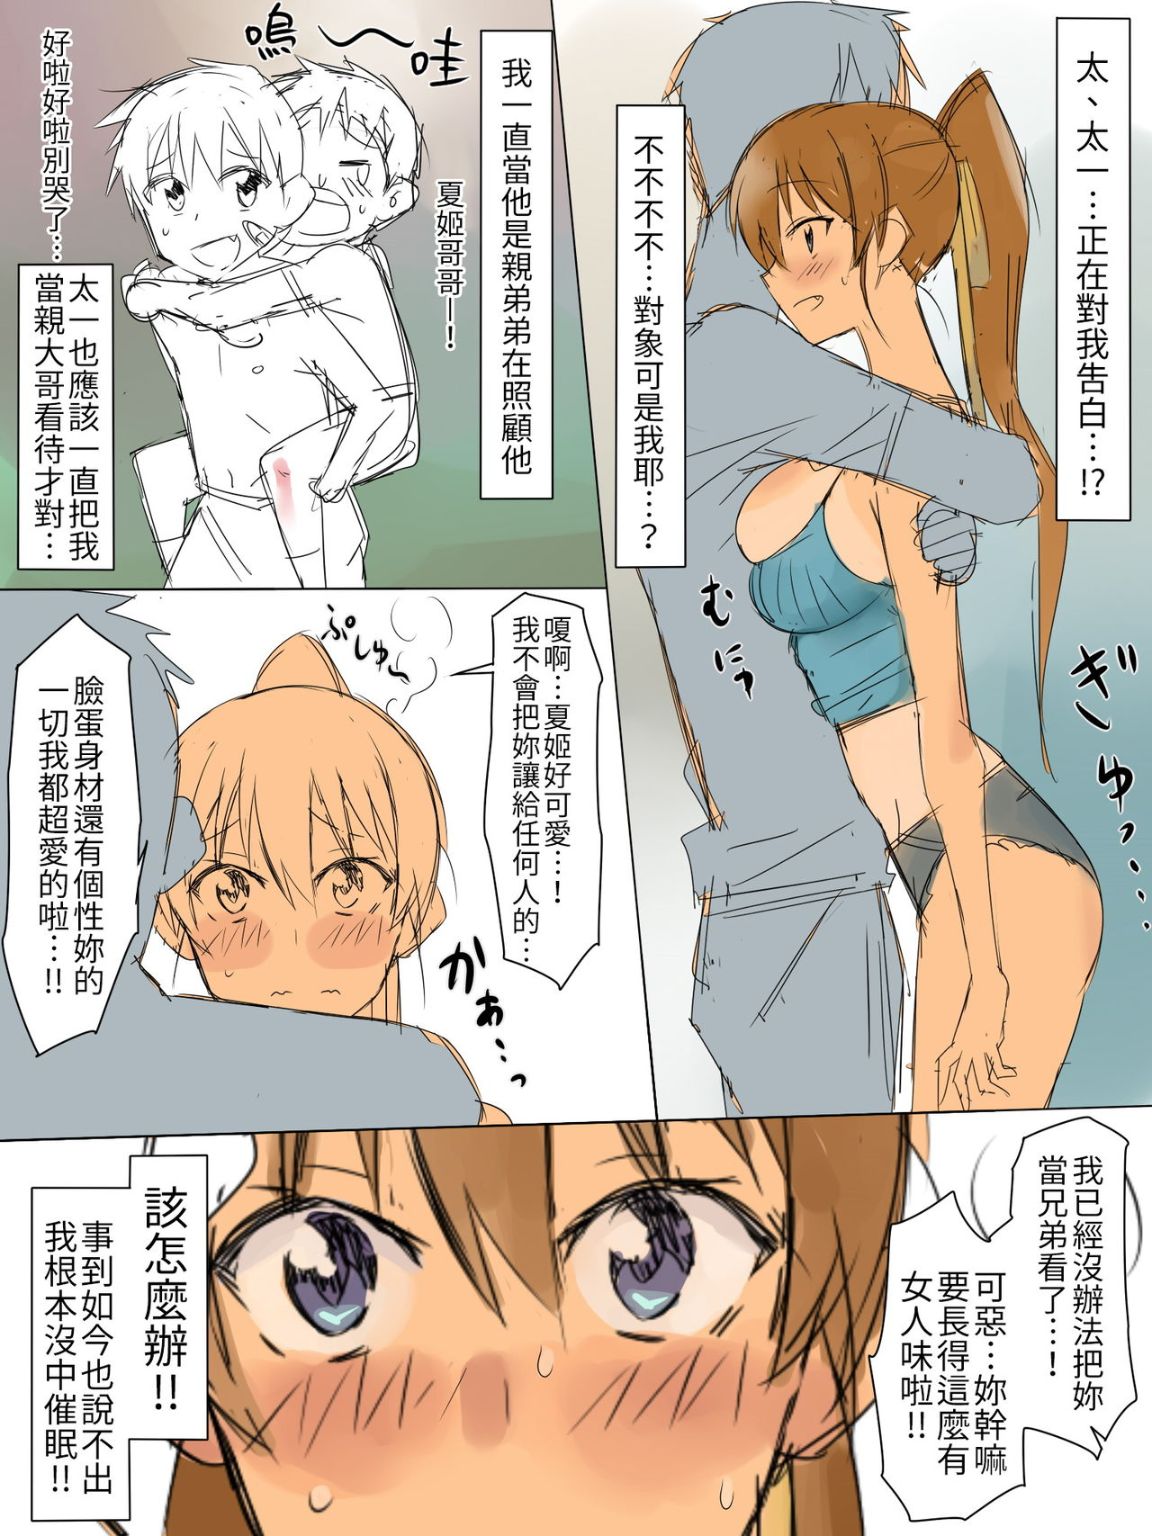 太、太一…正在對我告白…!?
不不不不…對象可是我耶…?
ギ
むにゅ
我一直當他是親弟弟在照顧他
嗚～哇
夏姬哥哥—!
好啦好啦別哭了…
太一也應該一直把我
當親大哥看待才對…
嗄啊…夏姬好可愛…!
我不會把妳讓給任何人的…
ぷしゅ～
臉蛋身材還有個性妳的
一切我都超愛的啦…!!
かぁ…っ
我已經沒辦法把妳
當兄弟看了…!
可惡…妳幹嘛
要長得這麼有
女人味啦!!
該怎麼辦!!
事到如今也說不出
我根本沒中催眠!!